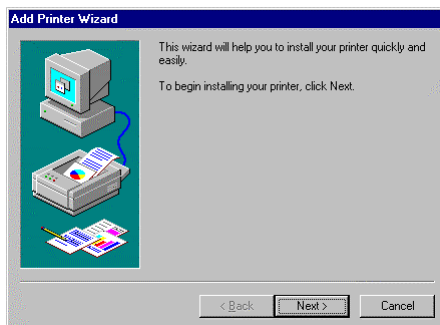 Add Printer Wizard
This wizard will help you to install your printer quickly and
easily.
To begin installing your printer, click Next.
< Back
Next >
Cancel